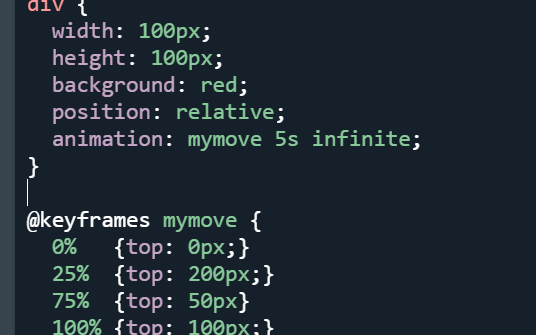 div {
  width: 100px;
  height: 100px;
  background: red;
  position: relative;
  animation: mymove 5s infinite;
}
@keyframes mymove {
  0%   {top: 0px;}
  25%  {top: 200px;}
  75%  {top: 50px}
  100% {top: 100px;}